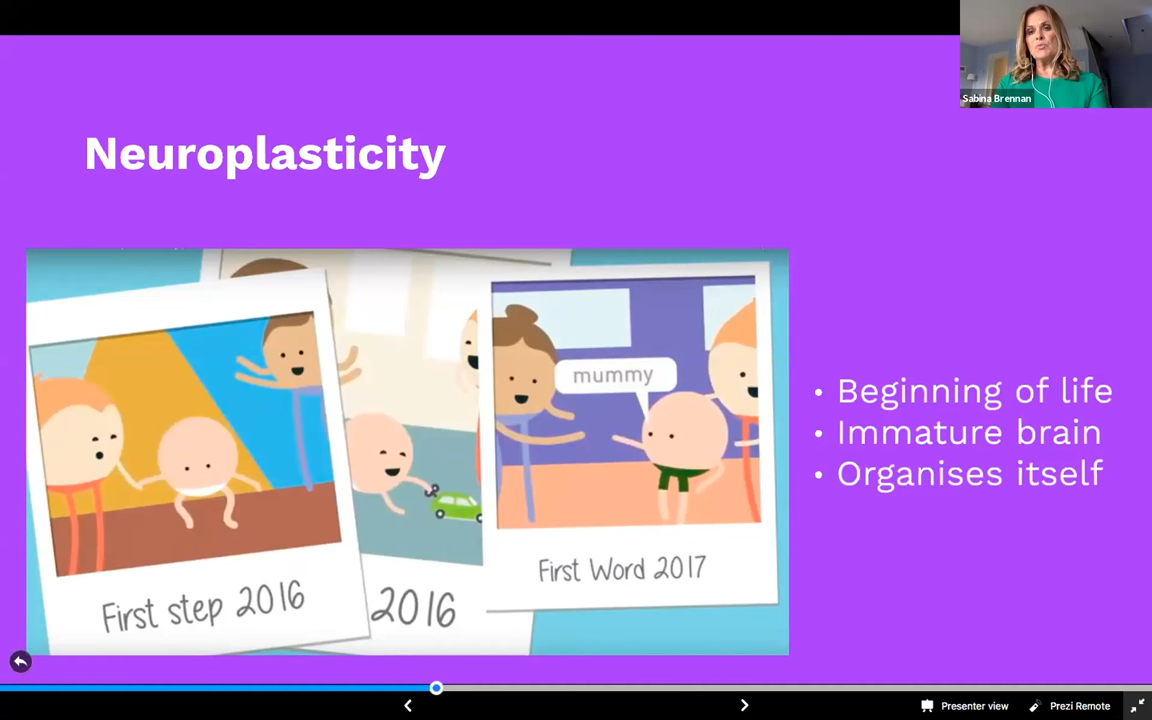 Sabina Brennan
Neuroplasticity
mummy
First step 2016
2016
First Word 2017
• Beginning of life
• Immature brain
• Organises itself
Presenter view
Prezi Remote